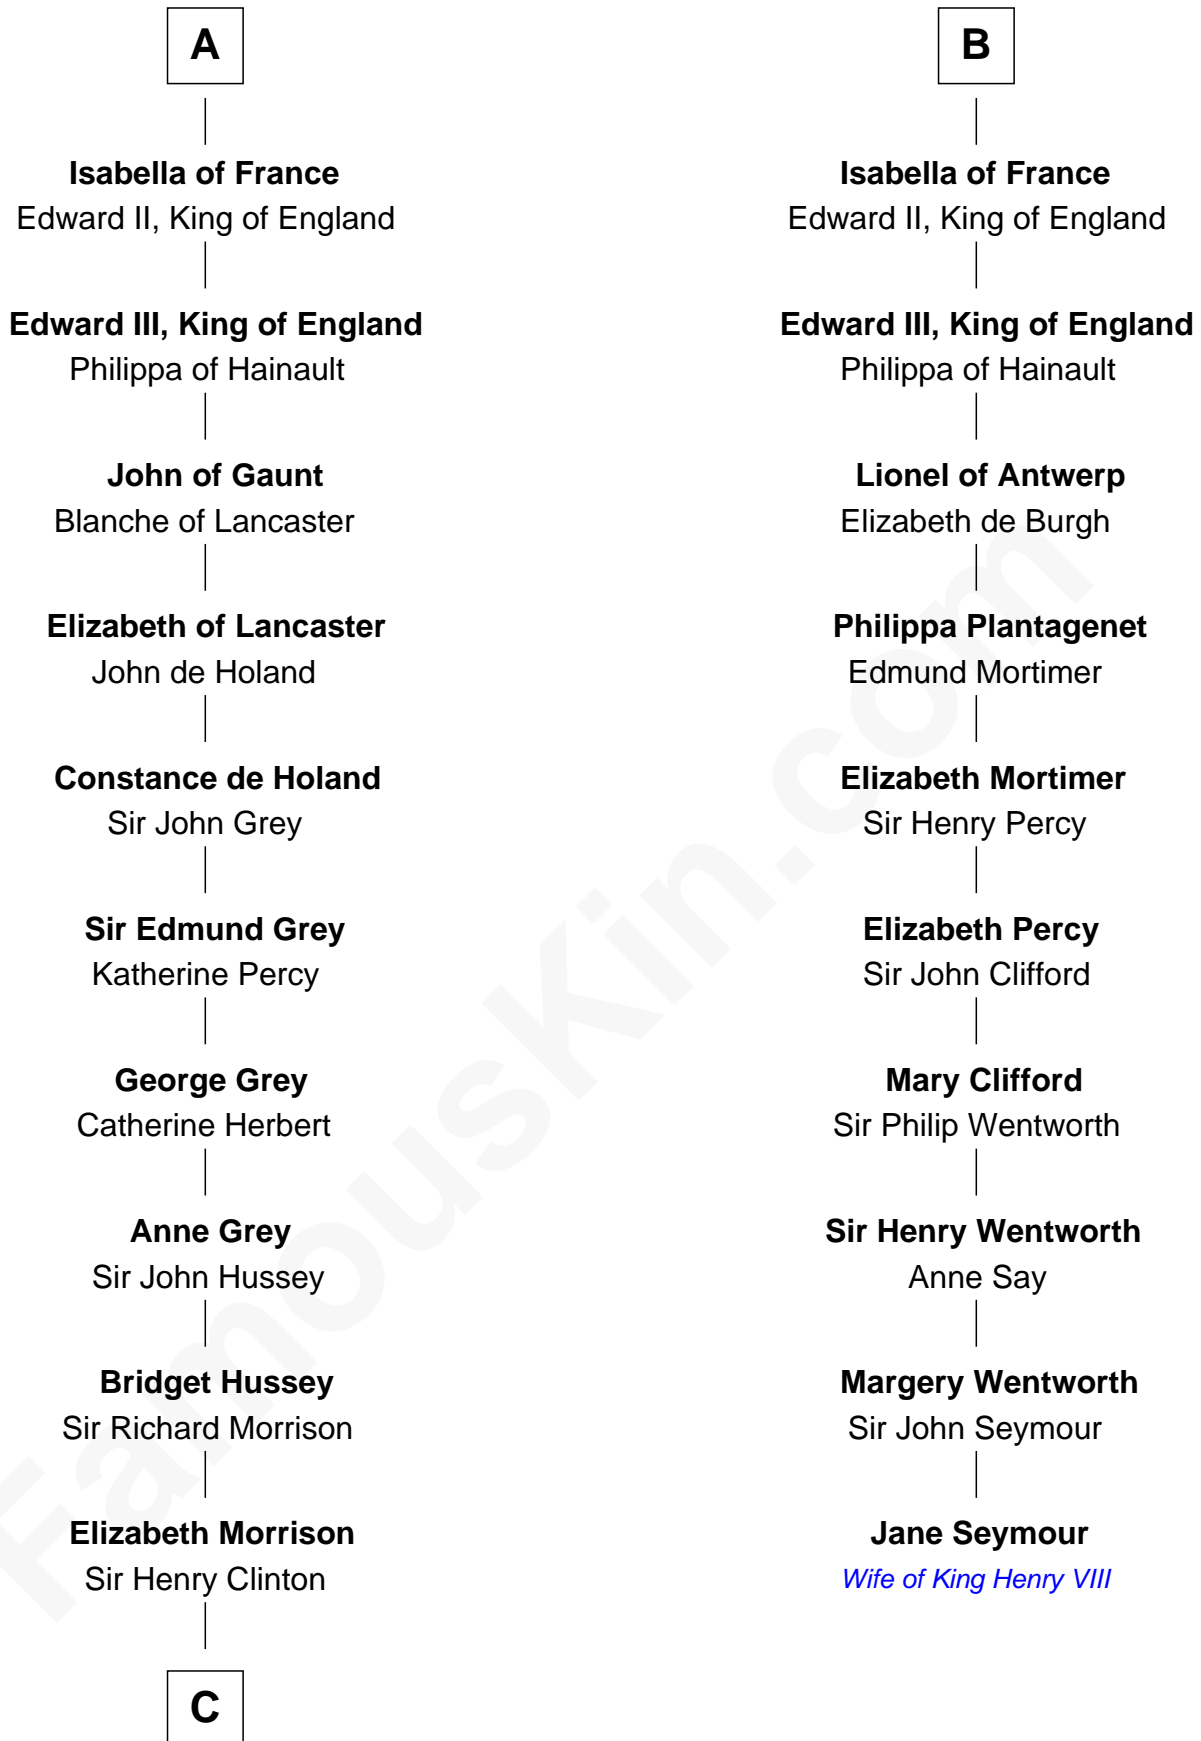 A
Isabella of France
Edward II, King of England
Edward III, King of England
Philippa of Hainault
John of Gaunt
Blanche of Lancaster
Elizabeth of Lancaster
John de Holand
Constance de Holand
Sir John Grey
Sir Edmund Grey
Katherine Percy
George Grey
Catherine Herbert
Anne Grey
Sir John Hussey
Bridget Hussey
Sir Richard Morrison
Elizabeth Morrison
Sir Henry Clinton
C
B
Isabella of France
Edward II, King of England
Edward III, King of England
Philippa of Hainault
Lionel of Antwerp
Elizabeth de Burgh
Philippa Plantagenet
Edmund Mortimer
Elizabeth Mortimer
Sir Henry Percy
Elizabeth Percy
Sir John Clifford
Mary Clifford
Sir Philip Wentworth
Sir Henry Wentworth
Anne Say
Margery Wentworth
Sir John Seymour
Jane Seymour
Wife of King Henry VIII
FamousKin.com